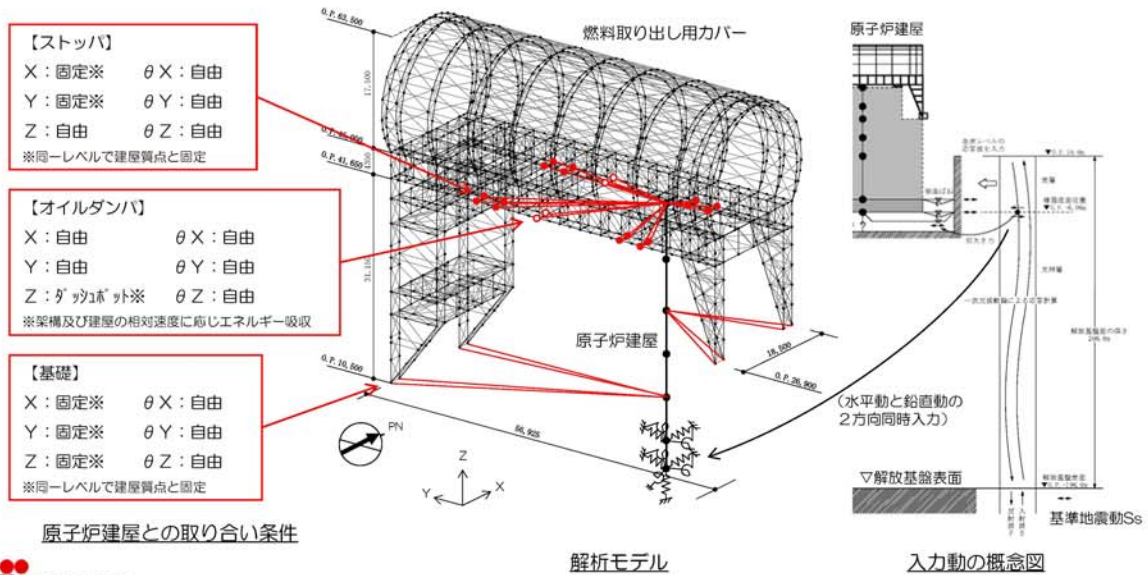 【ストッパ】
X：固定※　θX：自由
Y：固定※　θY：自由
Z：自由　θZ：自由
※同一レベルで建屋質点と固定
【オイルダンパ】
X：自由　θX：自由
Y：自由　θY：自由
Z：ﾀﾞｯｼｭﾎﾟｯﾄ※　θZ：自由
※架構及び建屋の相対速度に応じエネルギー吸収
【基礎】
X：固定※　θX：自由
Y：固定※　θY：自由
Z：固定※　θZ：自由
※同一レベルで建屋質点と固定
原子炉建屋との取り合い条件
O.P.63,500
燃料取り出し用カバー
O.P.41,650
O.P.10,500
原子炉建屋
18,500
O.P.26,900
56,925
PN
Z
Y
X
（水平動と鉛直動の
２方向同時入力）
解析モデル
原子炉建屋
▽解放基盤表面
基準地震動Ss
入力動の概念図